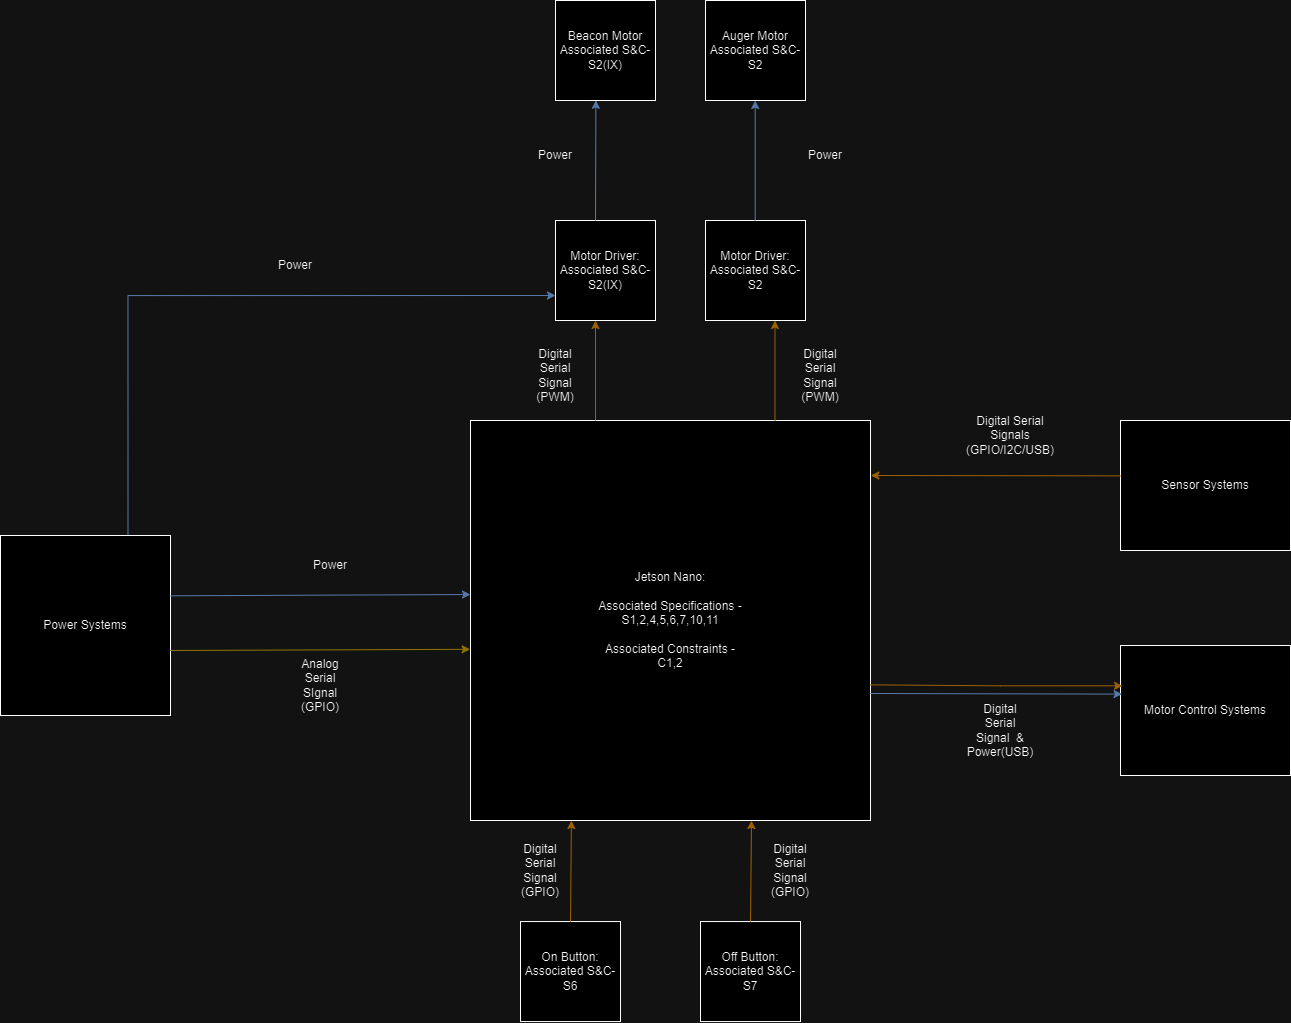 Beacon Motor
Associated S&C-
S2(IX)
Auger Motor
Associated S&C-
S2
Power
Power
Motor Driver:
Associated S&C-
S2(IX)
Motor Driver:
Associated S&C-
S2
Power
Digital
Serial
Signal
(PWM)
Digital
Serial
Signal
(PWM)
Digital Serial
Signals
(GPIO/I2C/USB)
Sensor Systems
Jetson Nano:
Associated Specifications -
S1,2,4,5,6,7,10,11
Associated Constraints -
C1,2
Power
Power Systems
Analog
Serial
SIgnal
(GPIO)
Motor Control Systems
Digital
Serial
Signal &
Power(USB)
Digital
Serial
Signal
(GPIO)
Digital
Serial
Signal
(GPIO)
On Button:
Associated S&C-
S6
Off Button:
Associated S&C-
S7